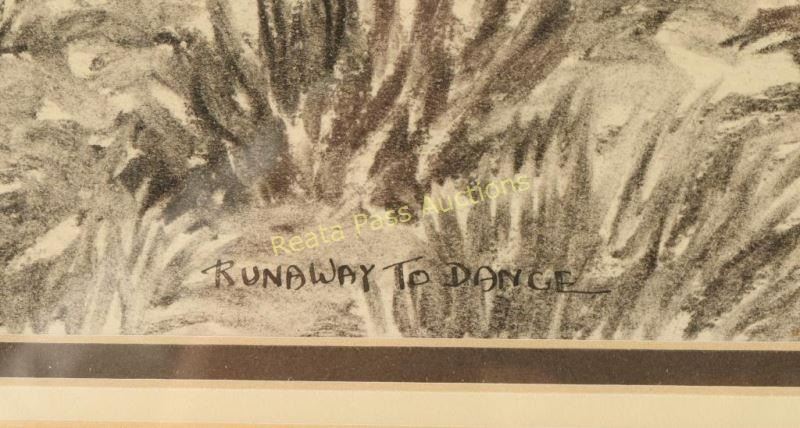 Reata Pass Auctions
RUNAWAY TO DANCE